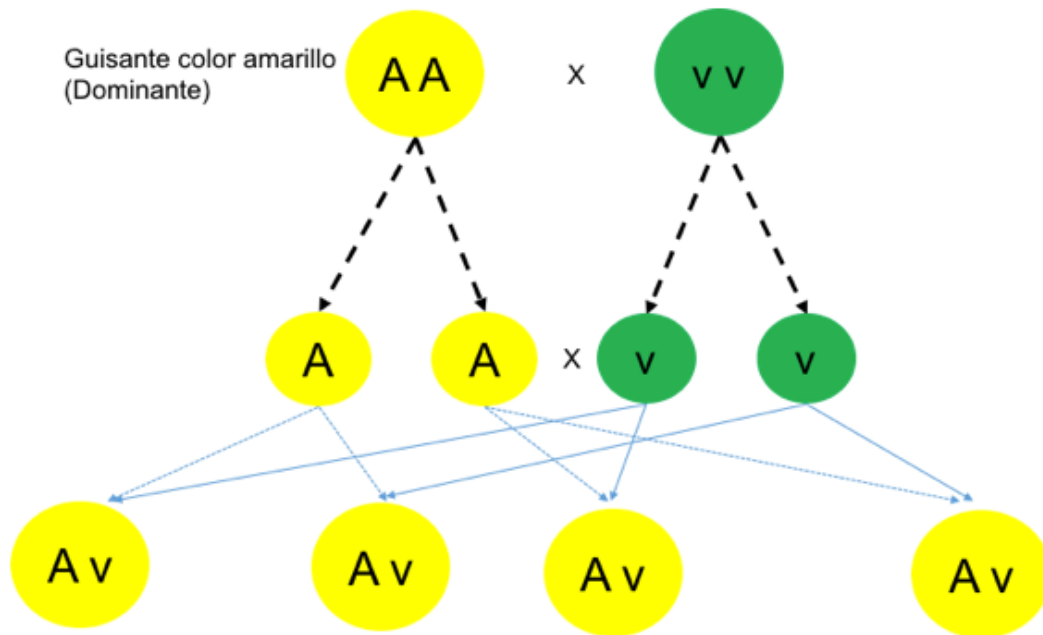 Guisante color amarillo
(Dominante)
A A x v v
A A x v v
A v A v A v A v